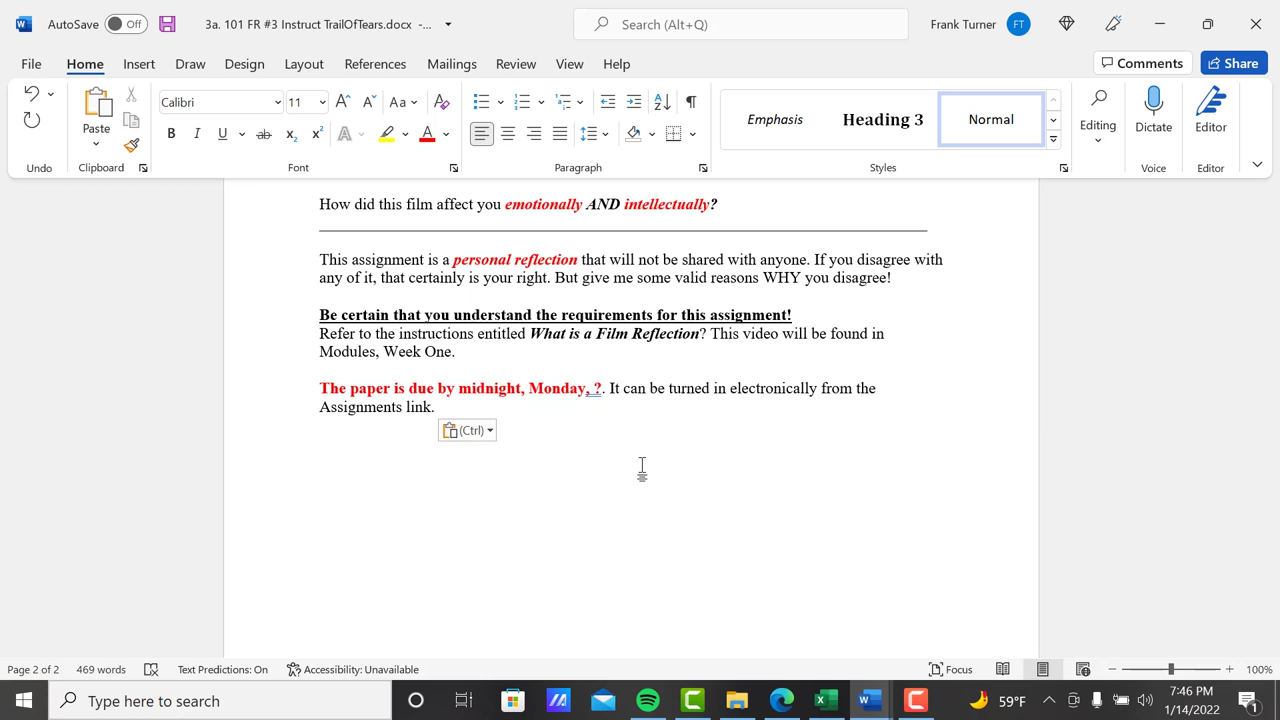 AutoSave Off 3a. 101 FR #3 Instruct TrailOfTears.docx -... Search (Alt+Q) Frank Turner FT
File Home Insert Draw Design Layout References Mailings Review View Help Comments Share
Calibri 11 Aa
Paste Emphasis Heading 3 Normal Editing Dictate Editor
Undo Clipboard Font Paragraph Styles Voice Editor
How did this film affect you emotionally AND intellectually?
This assignment is a personal reflection that will not be shared with anyone. If you disagree with
any of it, that certainly is your right. But give me some valid reasons WHY you disagree!
Be certain that you understand the requirements for this assignment!
Refer to the instructions entitled What is a Film Reflection? This video will be found in
Modules, Week One.
The paper is due by midnight, Monday, ?. It can be turned in electronically from the
Assignments link.
(Ctrl)
Page 2 of 2 469 words Text Predictions: On Accessibility: Unavailable Focus 100%
Type here to search 59°F 7:46 PM
1/14/2022 1